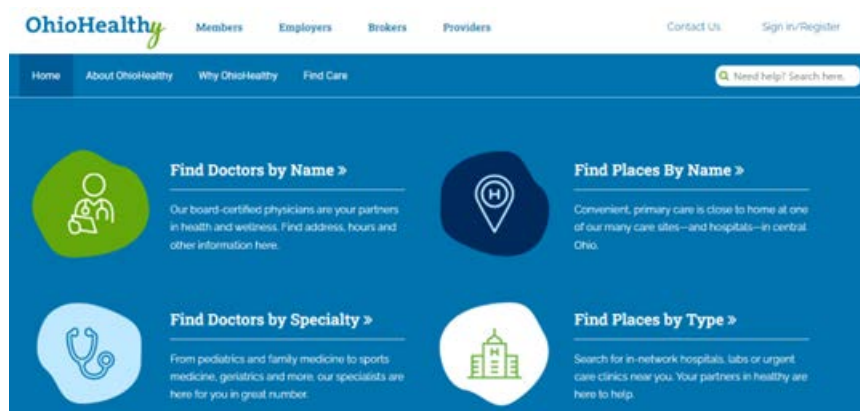 OhioHealthy Members Employers Brokers Providers Contact Us Sign In/Register
Home About OhioHealthy Why OhioHealthy Find Care Need help? Search here.
Find Doctors by Name »
Our board-certified physicians are your partners
in health and wellness. Find address, hours and
other information here.
Find Places By Name »
Convenient, primary care is close to home at one
of our many care sites—and hospitals—in central
Ohio.
H
Find Doctors by Specialty »
From pediatrics and family medicine to sports
medicine, geriatrics and more, our specialists are
here for you in great number.
Find Places by Type »
Search for in-network hospitals, labs or urgent
care clinics near you. Your partners in healthy are
here to help.
H